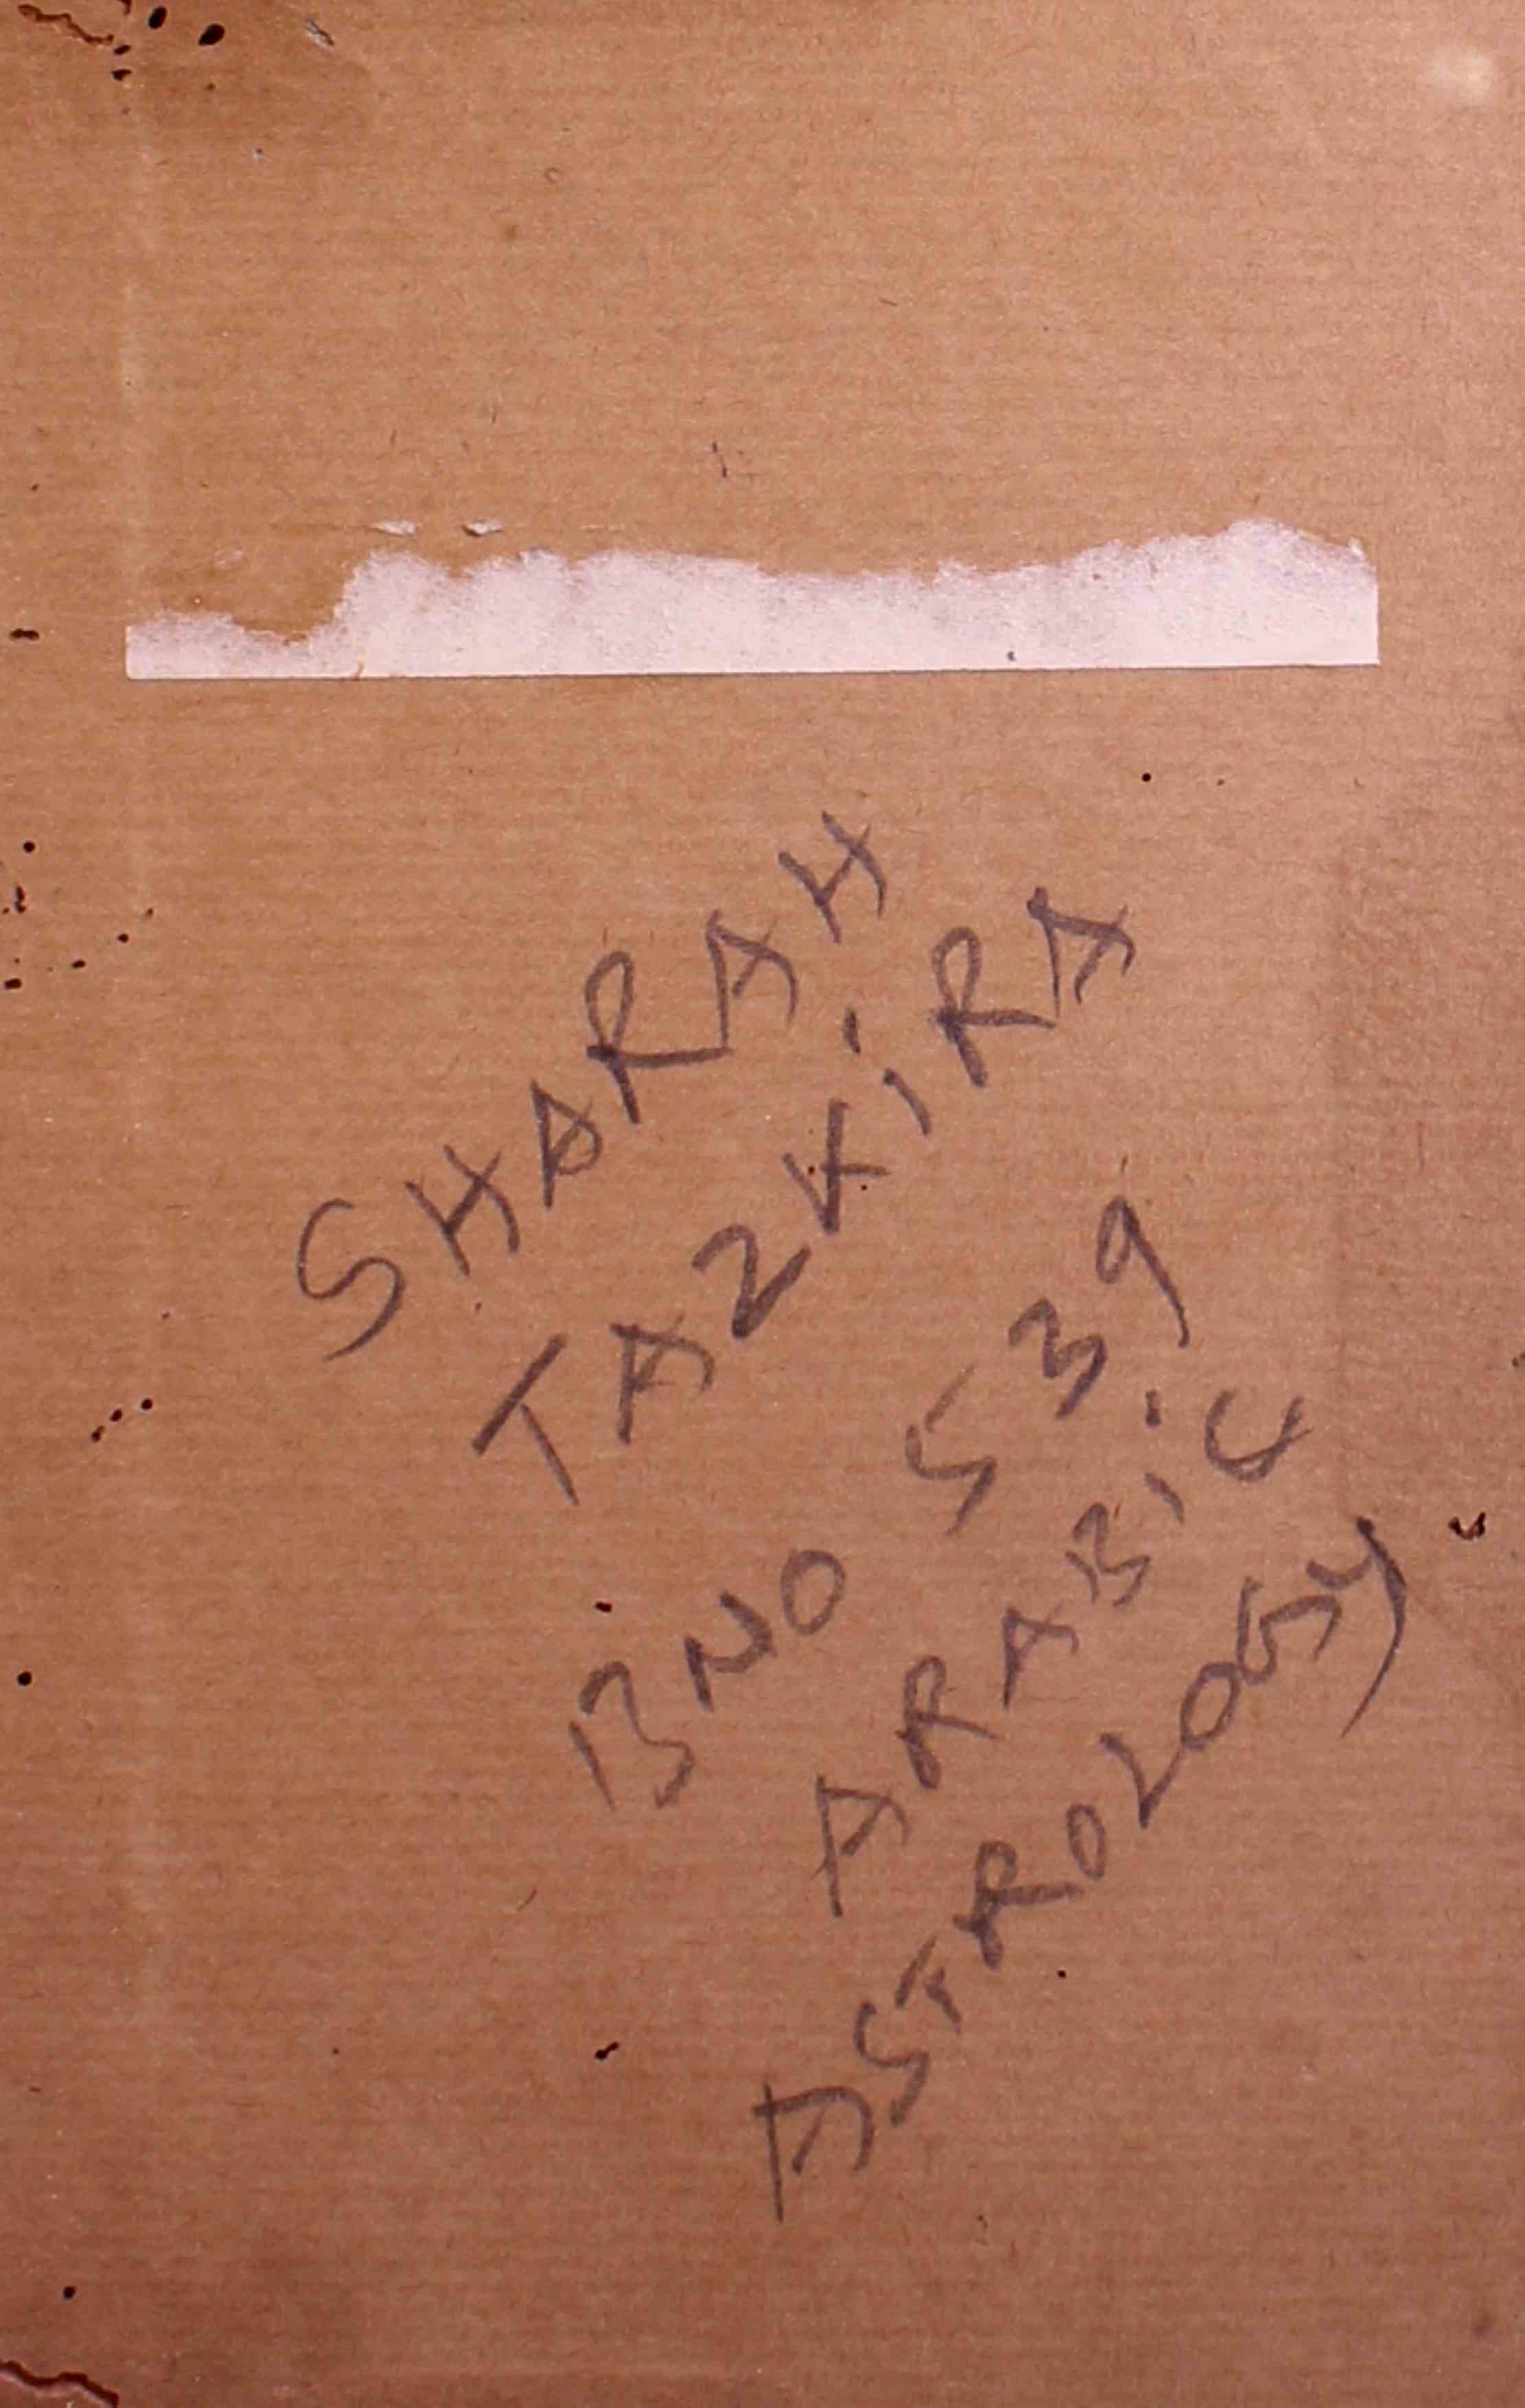 SHARAH
TAZKiRA
BNO 539
ARABiC
ASTROLOGY